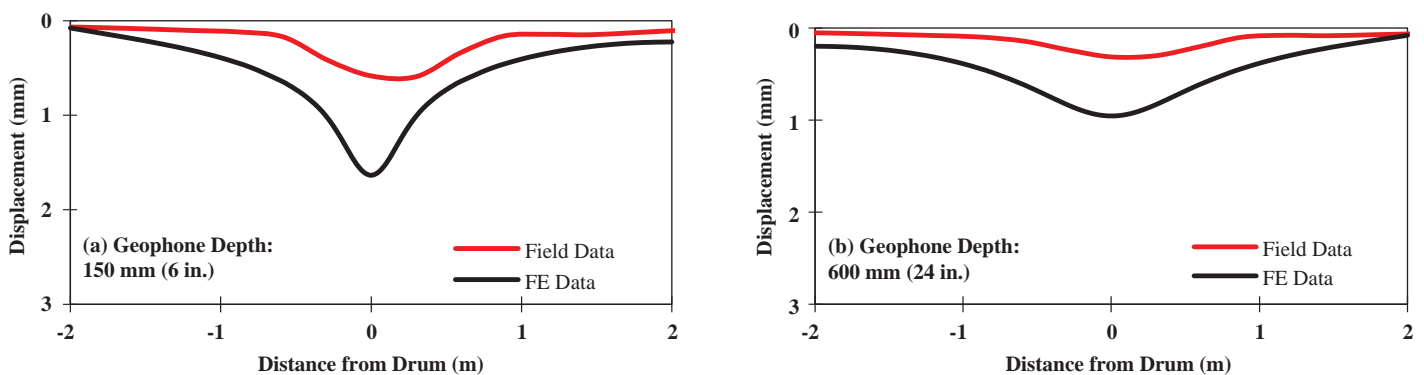 0
1
2
3
Displacement (mm)
(a) Geophone Depth:
150 mm (6 in.)
Field Data
FE Data
-2
-1
0
1
2
Distance from Drum (m)
0
1
2
3
Displacement (mm)
(b) Geophone Depth:
600 mm (24 in.)
Field Data
FE Data
-2
-1
0
1
2
Distance from Drum (m)